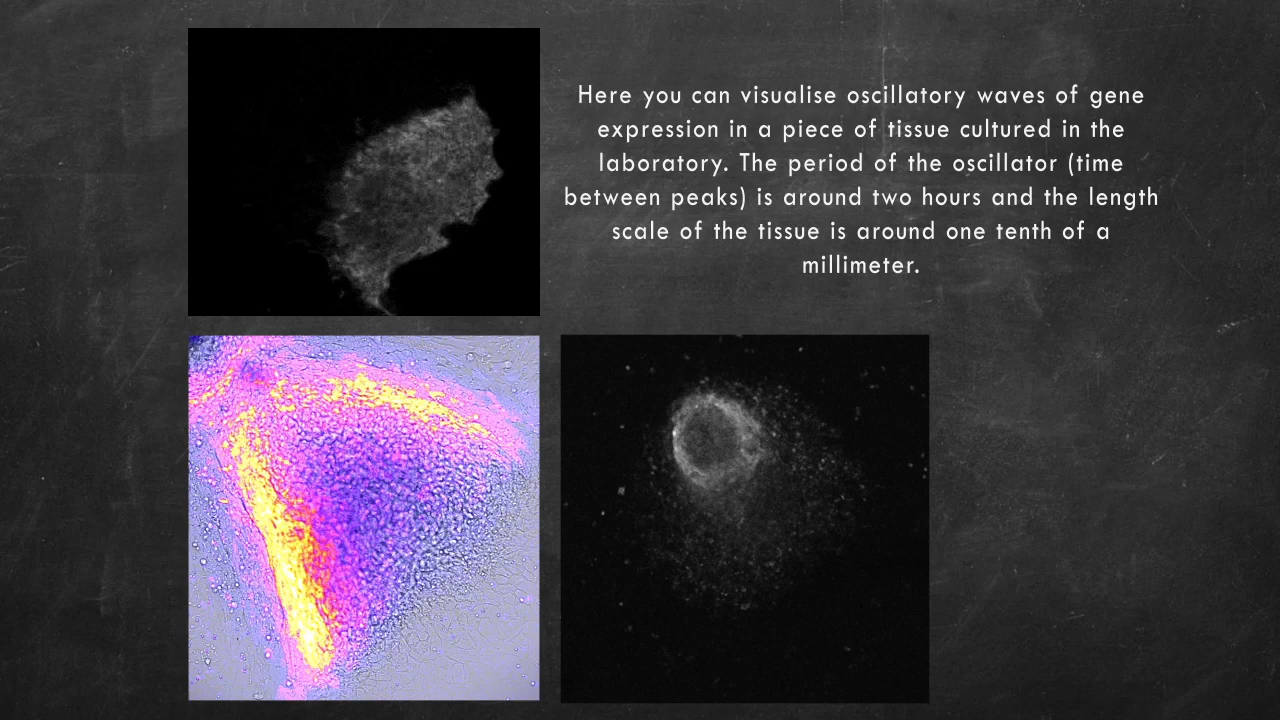 Here you can visualise oscillatory waves of gene
expression in a piece of tissue cultured in the
laboratory. The period of the oscillator (time
between peaks) is around two hours and the length
scale of the tissue is around one tenth of a
millimeter.